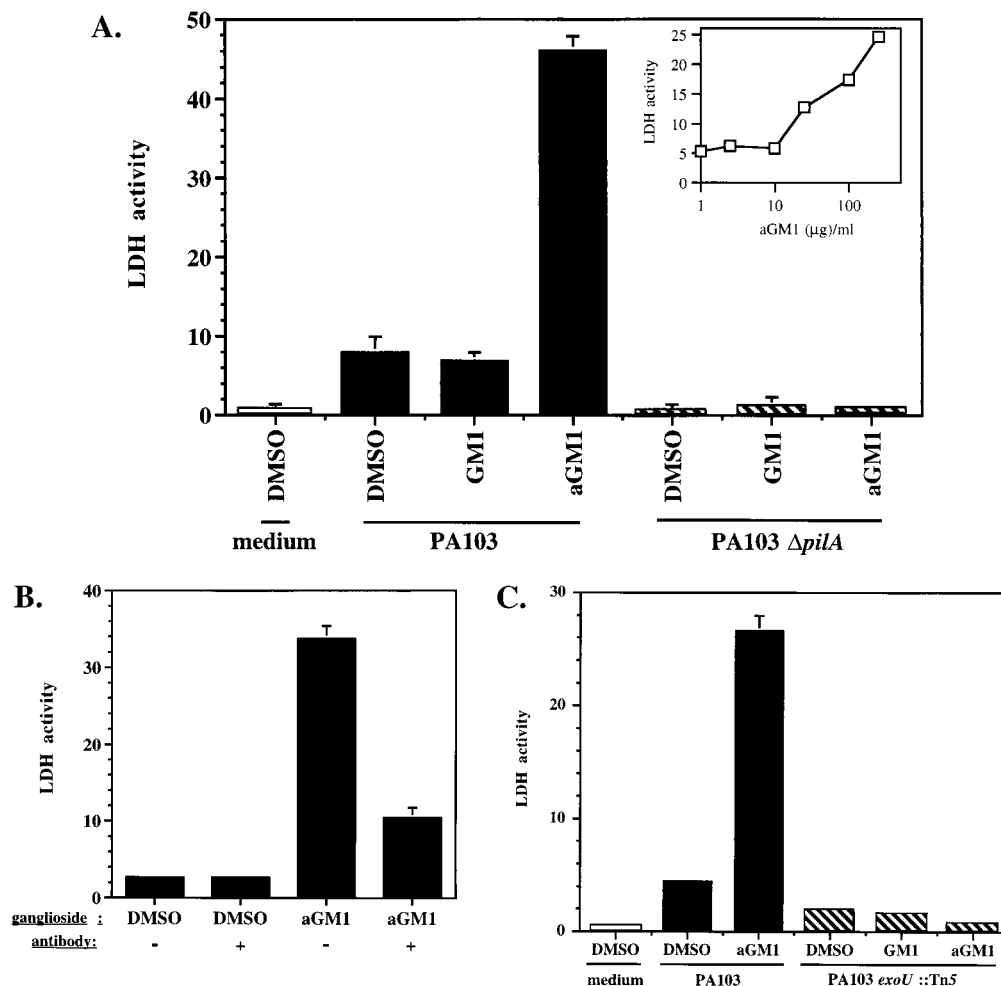 A.
LDH activity
50
40
30
20
10
0
DMSO
DMSO
GM1
aGM1
DMSO
GM1
aGM1
medium
PA103
PA103 ΔpilA
LDH activity
25
20
15
10
5
0
1
10
100
aGM1 (µg)/ml
B.
LDH activity
40
30
20
10
0
ganglioside : DMSO DMSO aGM1 aGM1
antibody: - + - +
C.
LDH activity
30
20
10
0
DMSO DMSO aGM1 DMSO GM1 aGM1
medium PA103 PA103 exoU ::Tn5